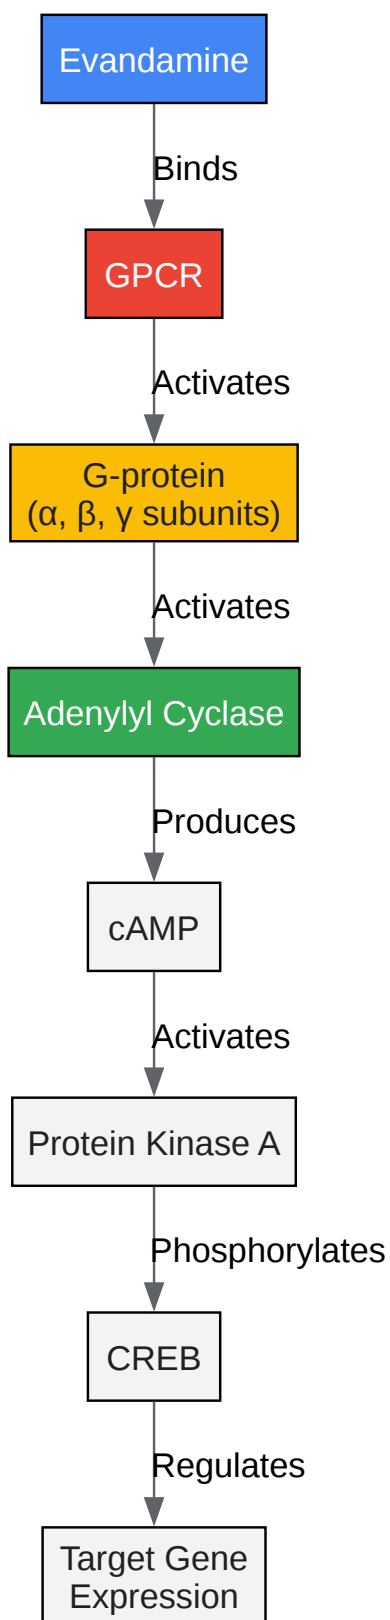 Evandamine
Binds
GPCR
Activates
G-protein
(α, β, γ subunits)
Activates
Adenylyl Cyclase
Produces
cAMP
Activates
Protein Kinase A
Phosphorylates
CREB
Regulates
Target Gene
Expression